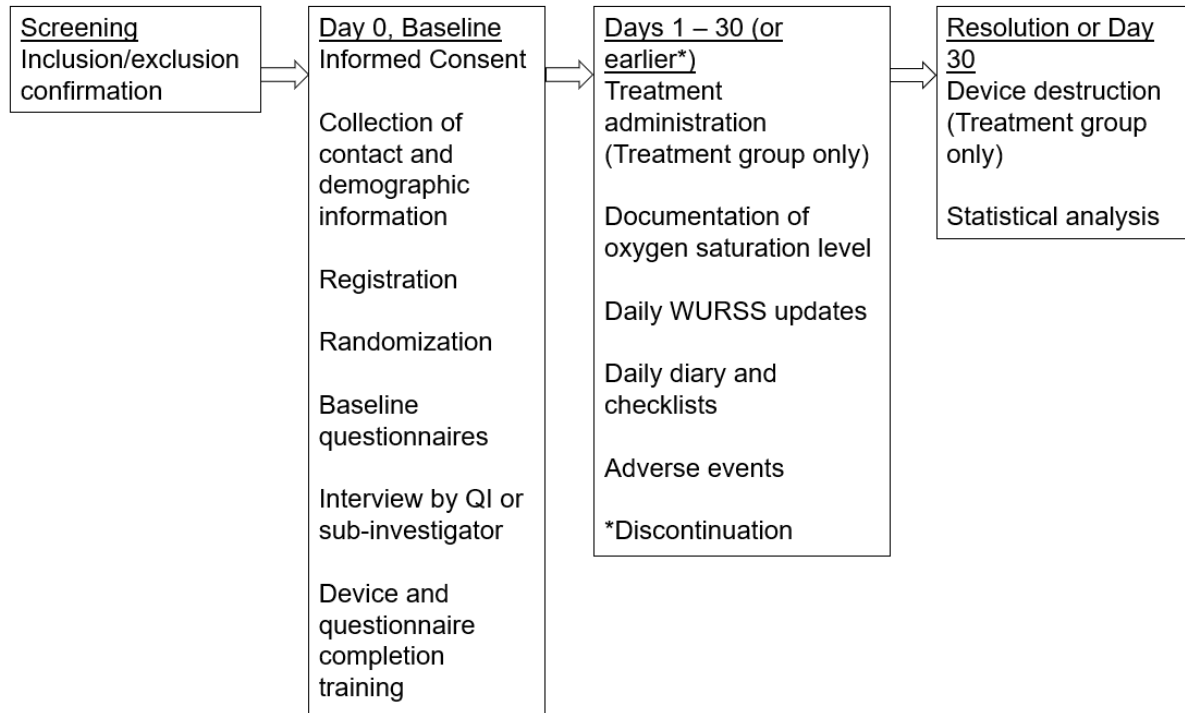 Screening
Inclusion/exclusion
confirmation
Day 0, Baseline
Informed Consent
Collection of
contact and
demographic
information
Registration
Randomization
Baseline
questionnaires
Interview by QI or
sub-investigator
Device and
questionnaire
completion
training
Days 1 – 30 (or
earlier*)
Treatment
administration
(Treatment group only)
Documentation of
oxygen saturation level
Daily WURSS updates
Daily diary and
checklists
Adverse events
*Discontinuation
Resolution or Day
30
Device destruction
(Treatment group
only)
Statistical analysis